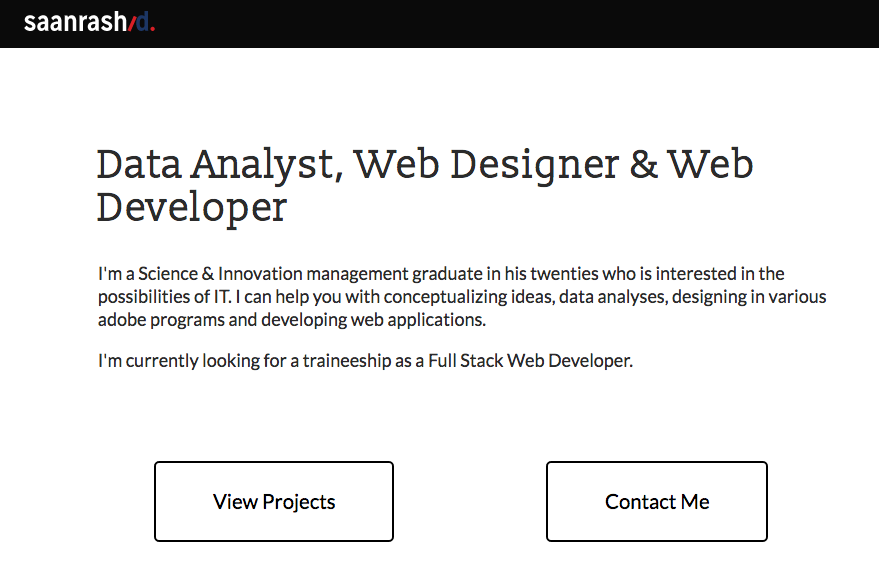 saanrash/d.
Data Analyst, Web Designer & Web
Developer
I'm a Science & Innovation management graduate in his twenties who is interested in the
possibilities of IT. I can help you with conceptualizing ideas, data analyses, designing in various
adobe programs and developing web applications.
I'm currently looking for a traineeship as a Full Stack Web Developer.
View Projects
Contact Me